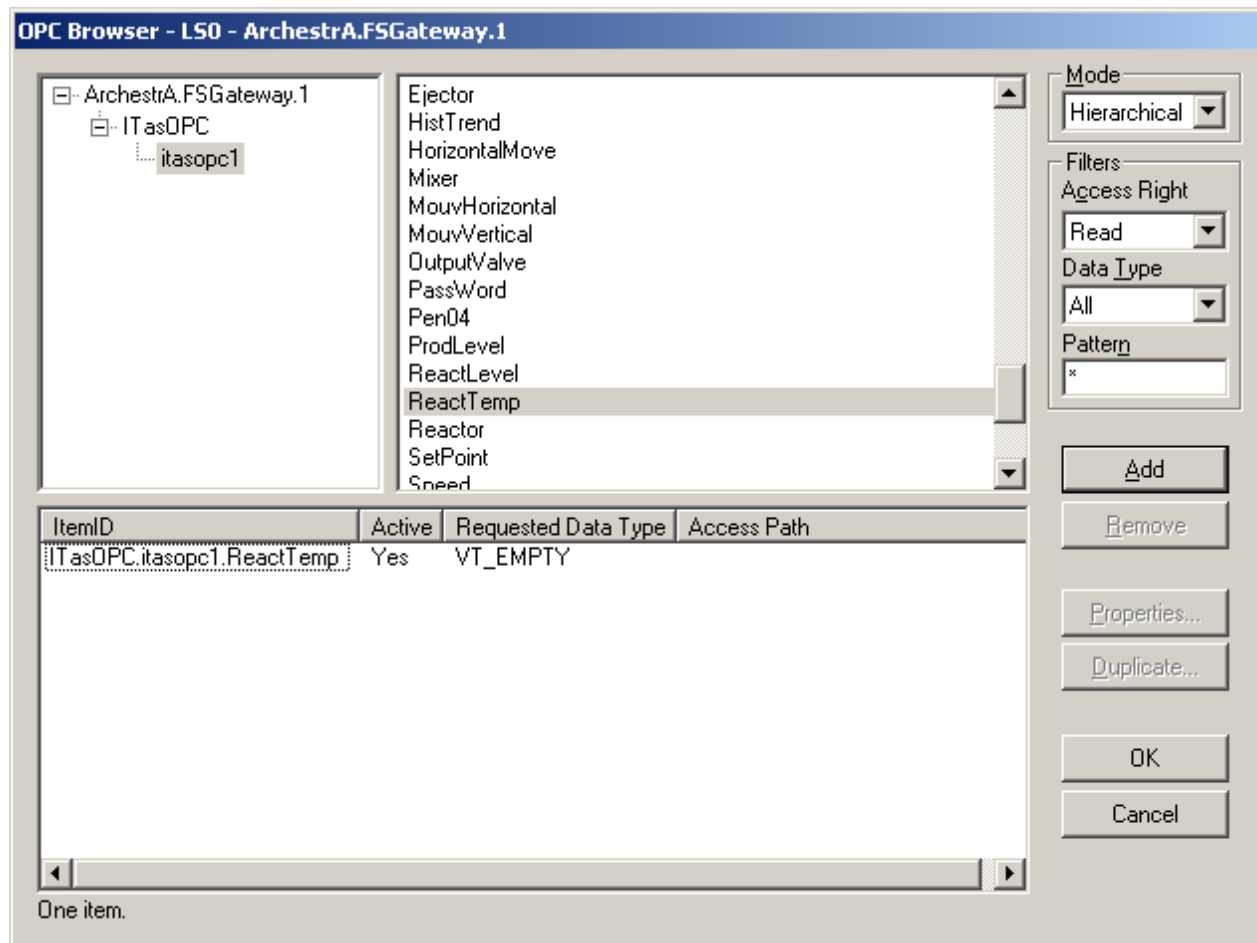 OPC Browser - LS0 - ArchestrA.FSGateway.1
ArchestrA.FSGateway.1
ITasOPC
itasopc1
Ejector
HistTrend
HorizontalMove
Mixer
MouvHorizontal
MouvVertical
OutputValve
PassWord
Pen04
ProdLevel
ReactLevel
ReactTemp
Reactor
SetPoint
Speed
Mode
Hierarchical
Filters
Access Right
Read
Data Type
All
Pattern
*
Add
Remove
Properties...
Duplicate...
OK
Cancel
ItemID Active Requested Data Type Access Path
ITasOPC.itasopc1.ReactTemp Yes VT_EMPTY
One item.